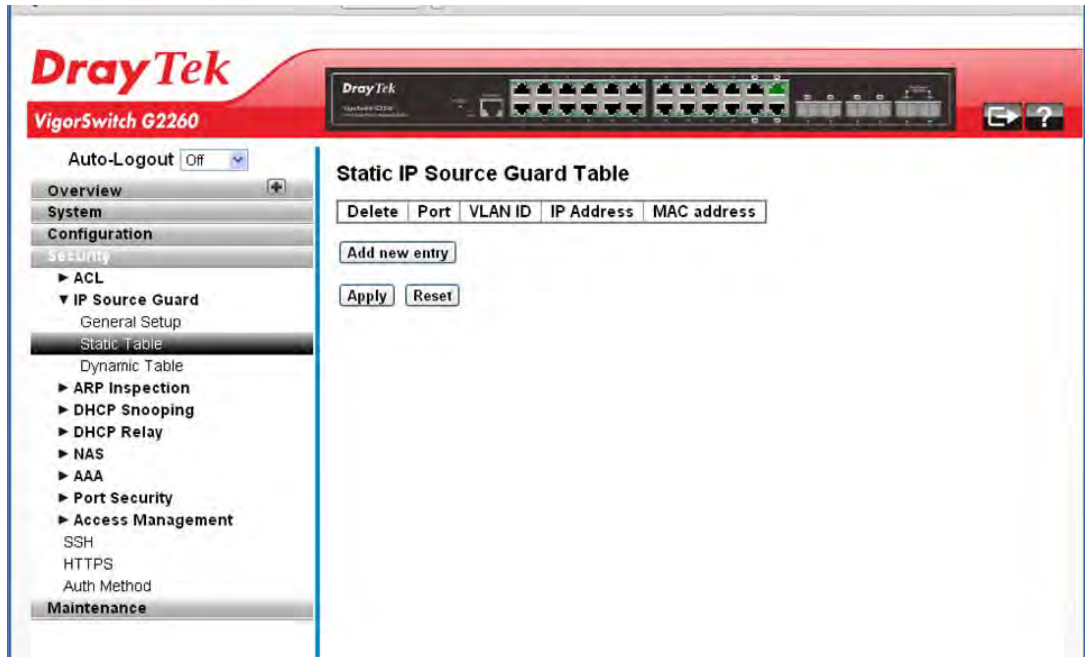 DrayTek
VigorSwitch G2260
DrayTek
Auto-Logout Off
Overview
System
Configuration
Security
► ACL
▼ IP Source Guard
General Setup
Static Table
Dynamic Table
► ARP Inspection
► DHCP Snooping
► DHCP Relay
► NAS
► AAA
► Port Security
► Access Management
SSH
HTTPS
Auth Method
Maintenance
Static IP Source Guard Table
Delete Port VLAN ID IP Address MAC address
Add new entry
Apply Reset